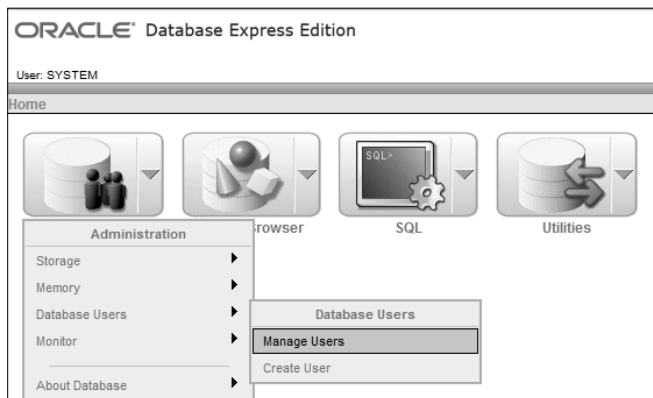 ORACLE® Database Express Edition
User: SYSTEM
Home
SQL>
rowser
SQL
Utilities
Administration
Storage
Memory
Database Users
Monitor
About Database
Database Users
Manage Users
Create User